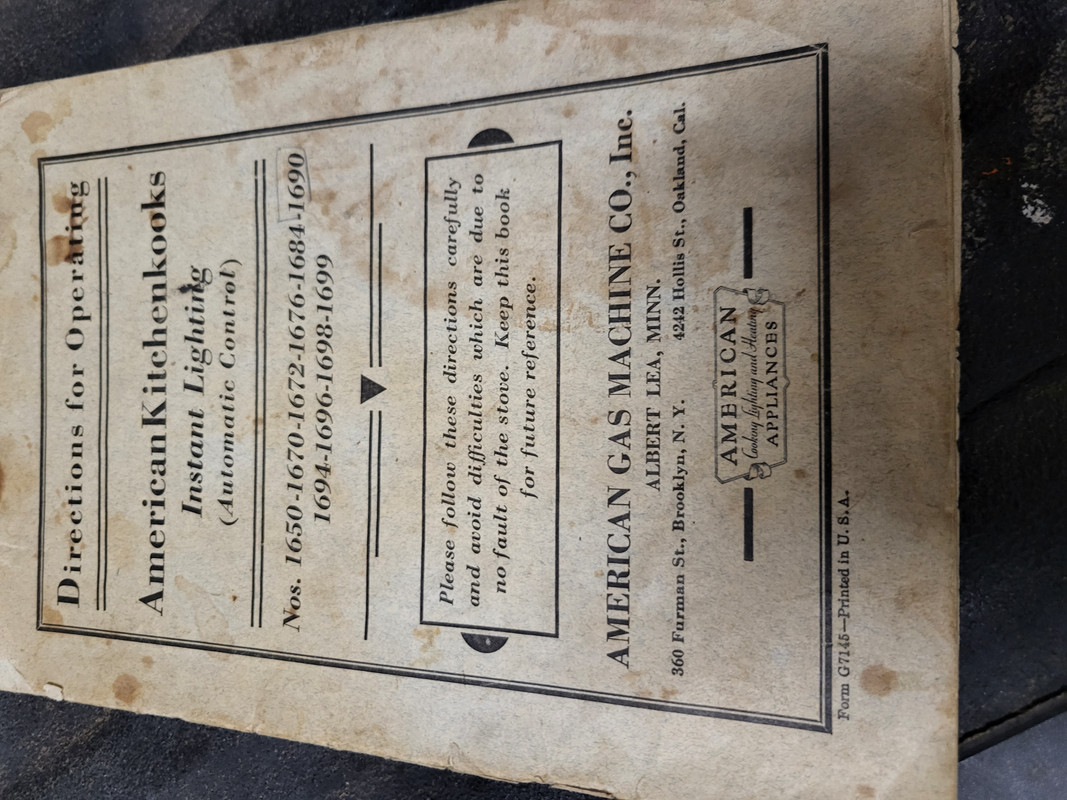 Directions for Operating
American Kitchenkooks
Instant Lighting
(Automatic Control)
Nos. 1650-1670-1672-1676-1684-1690
1694-1696-1698-1699
Please follow these directions carefully
and avoid difficulties which are due to
no fault of the stove. Keep this book
for future reference.
AMERICAN GAS MACHINE CO., Inc.
ALBERT LEA, MINN.
360 Furman St., Brooklyn, N. Y. 4242 Hollis St., Oakland, Cal.
AMERICAN
Cooking Lighting and Heating
APPLIANCES
Form G7145—Printed in U. S. A.